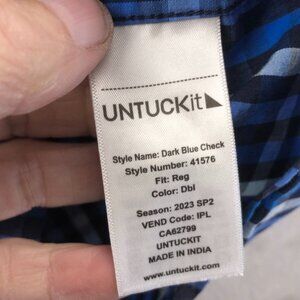 UNTUCKit
Style Name: Dark Blue Check
Style Number: 41576
Fit: Reg
Color: Dbl
Season: 2023 SP2
VEND Code: IPL
CA62799
UNTUCKIT
MADE IN INDIA
www.untuckit.com